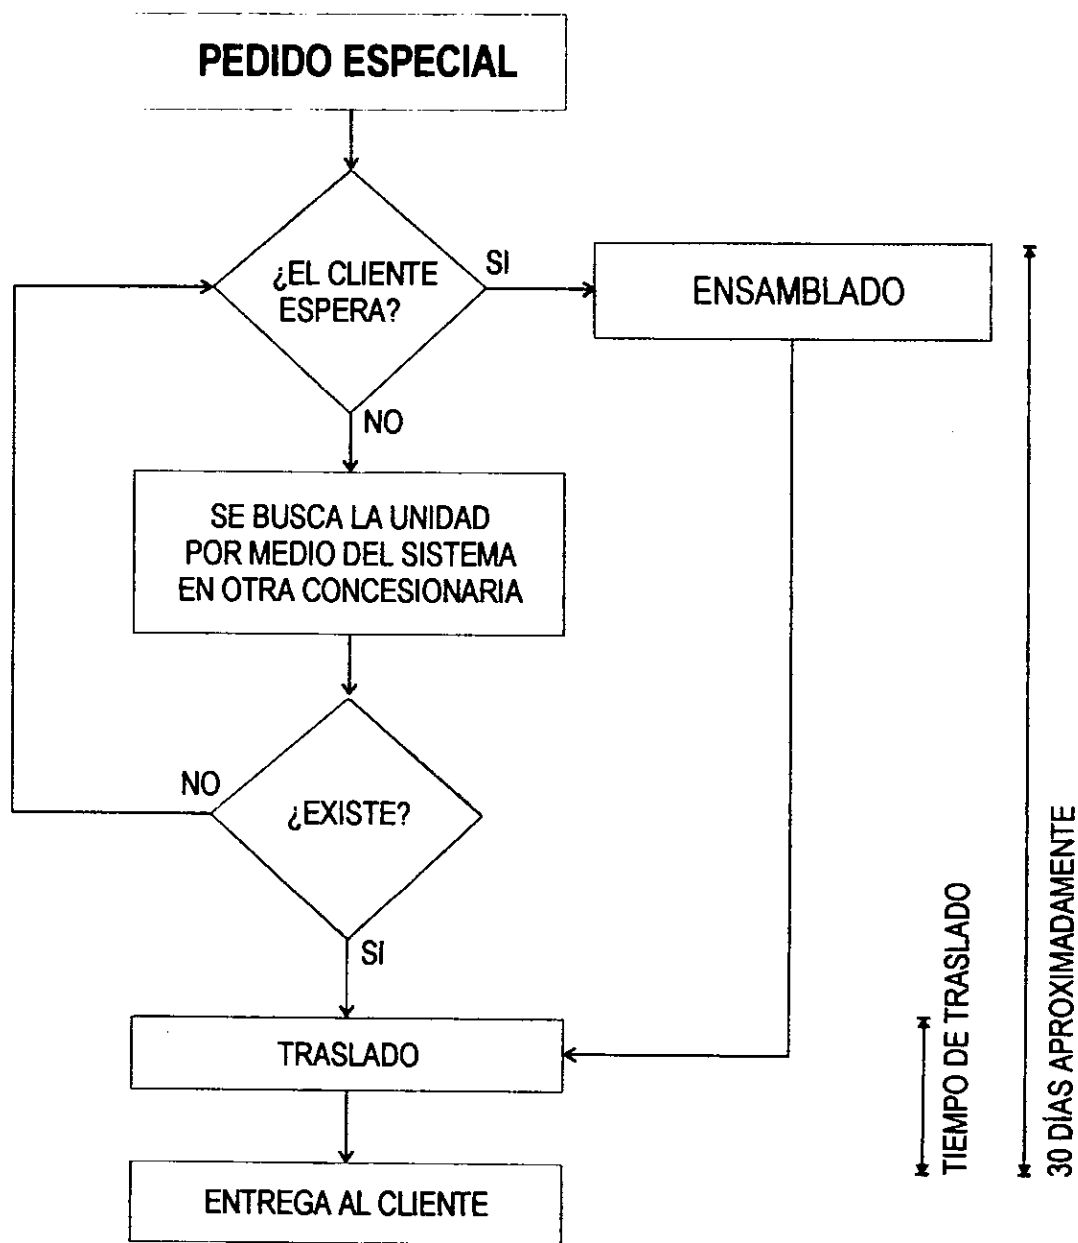 PEDIDO ESPECIAL
¿EL CLIENTE
ESPERA?
SI
ENSAMBLADO
NO
SE BUSCA LA UNIDAD
POR MEDIO DEL SISTEMA
EN OTRA CONCESIONARIA
NO
¿EXISTE?
SI
TRASLADO
ENTREGA AL CLIENTE
TIEMPO DE TRASLADO
30 DÍAS APROXIMADAMENTE